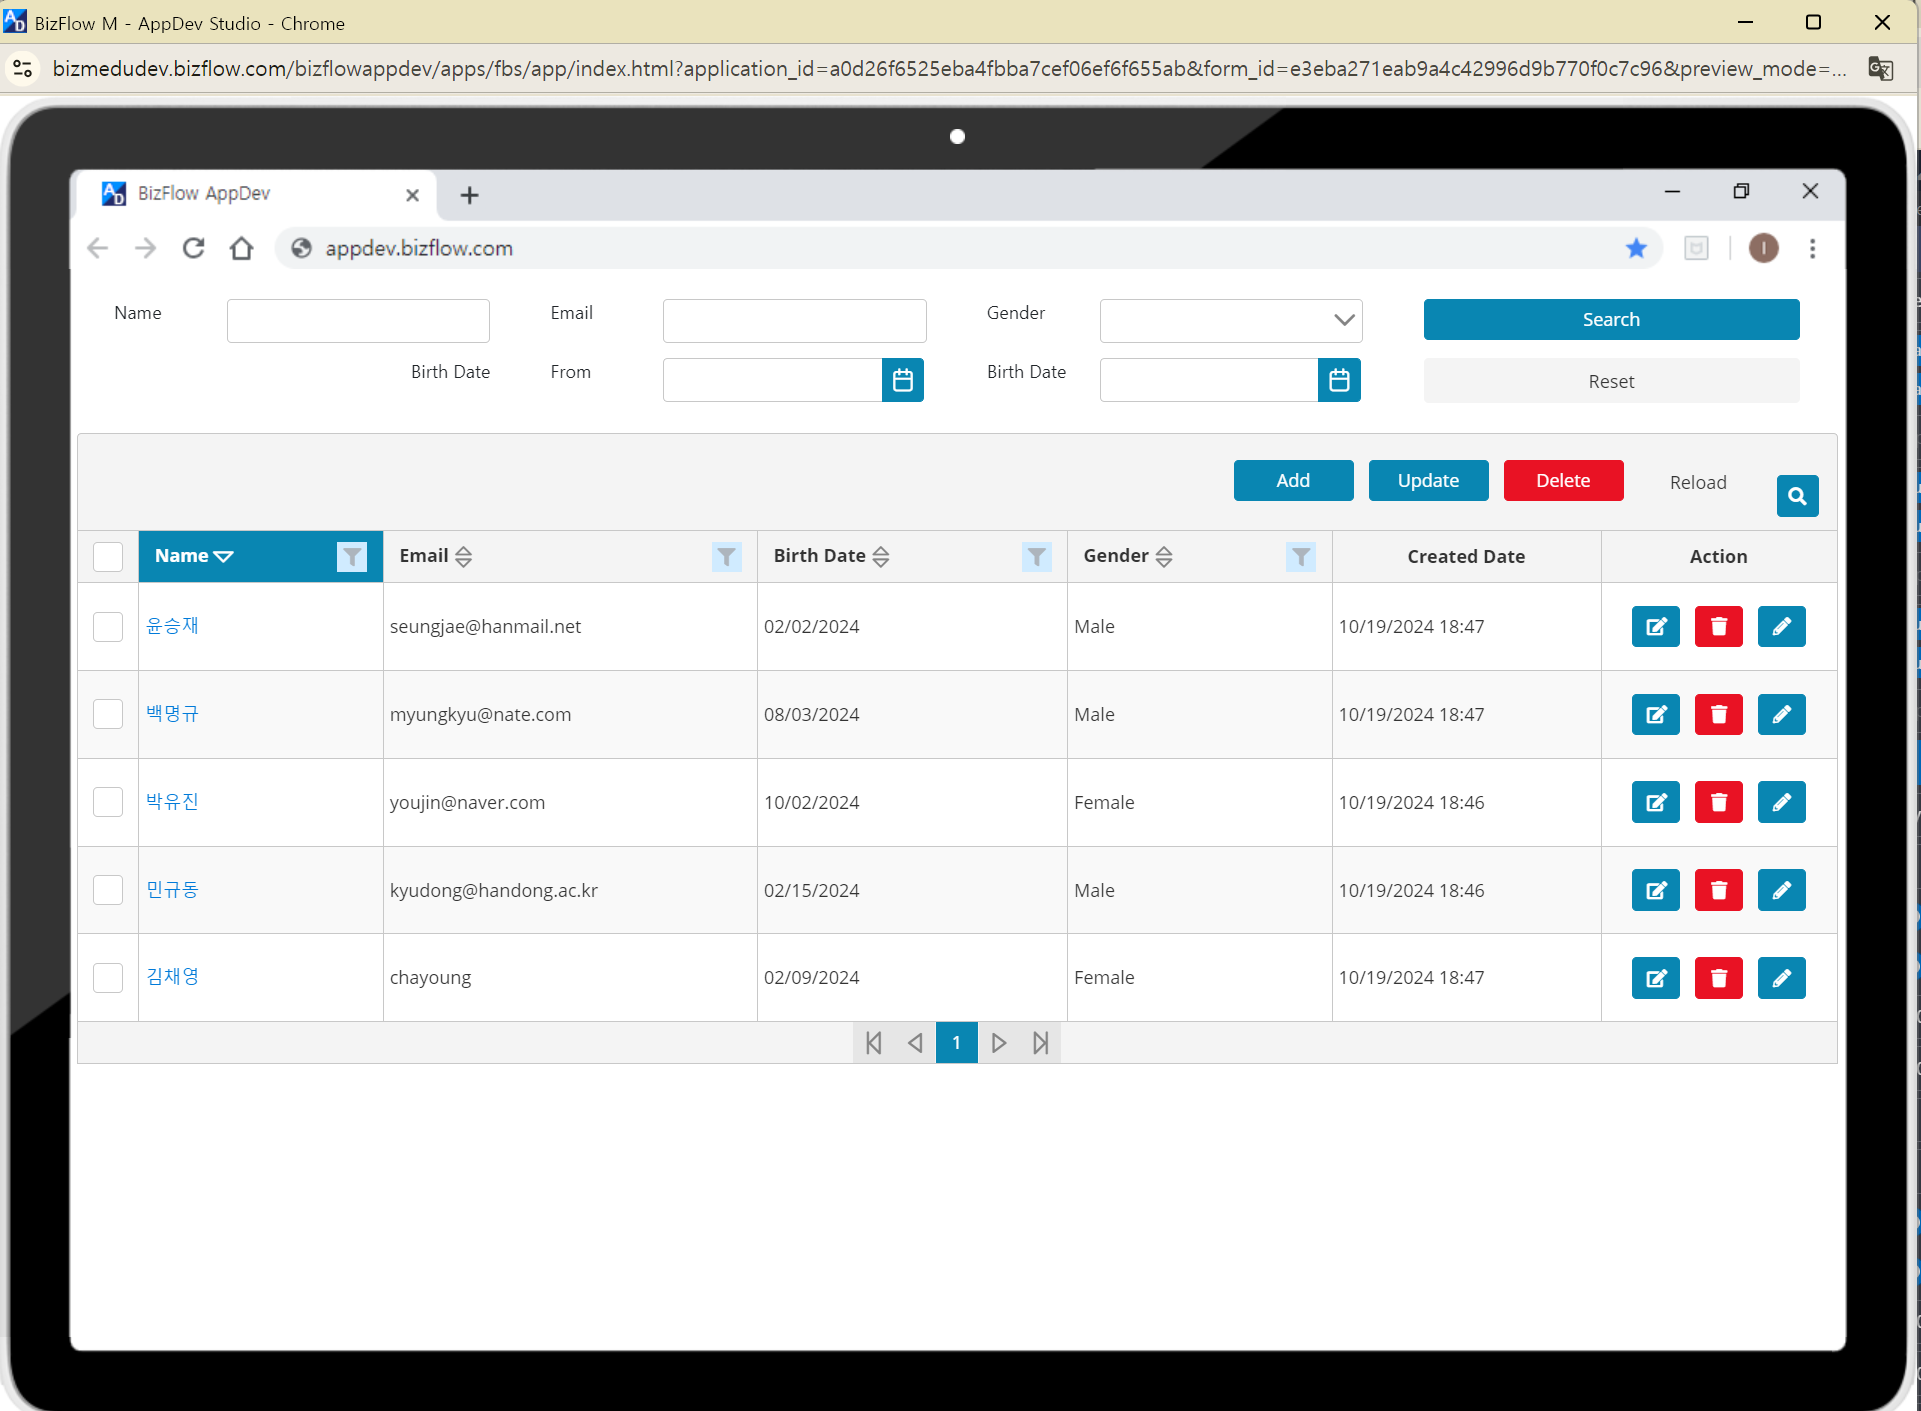 BizFlow M - AppDev Studio - Chrome
bizmedudev.bizflow.com/bizflowappdev/apps/fbs/app/index.html?application_id=a0d26f6525eba4fbba7cef06ef6f655ab&form_id=e3eba271eab9a4c42996d9b770f0c7c96&preview_mode=...
BizFlow AppDev
appdev.bizflow.com
I
Name Email Gender Search
Birth Date From Birth Date Reset
Add Update Delete Reload
Name Email Birth Date Gender Created Date Action
윤승재 seungjae@hanmail.net 02/02/2024 Male 10/19/2024 18:47
백명규 myungkyu@nate.com 08/03/2024 Male 10/19/2024 18:47
박유진 youjin@naver.com 10/02/2024 Female 10/19/2024 18:46
민규동 kyudong@handong.ac.kr 02/15/2024 Male 10/19/2024 18:46
김채영 chayoung 02/09/2024 Female 10/19/2024 18:47
1